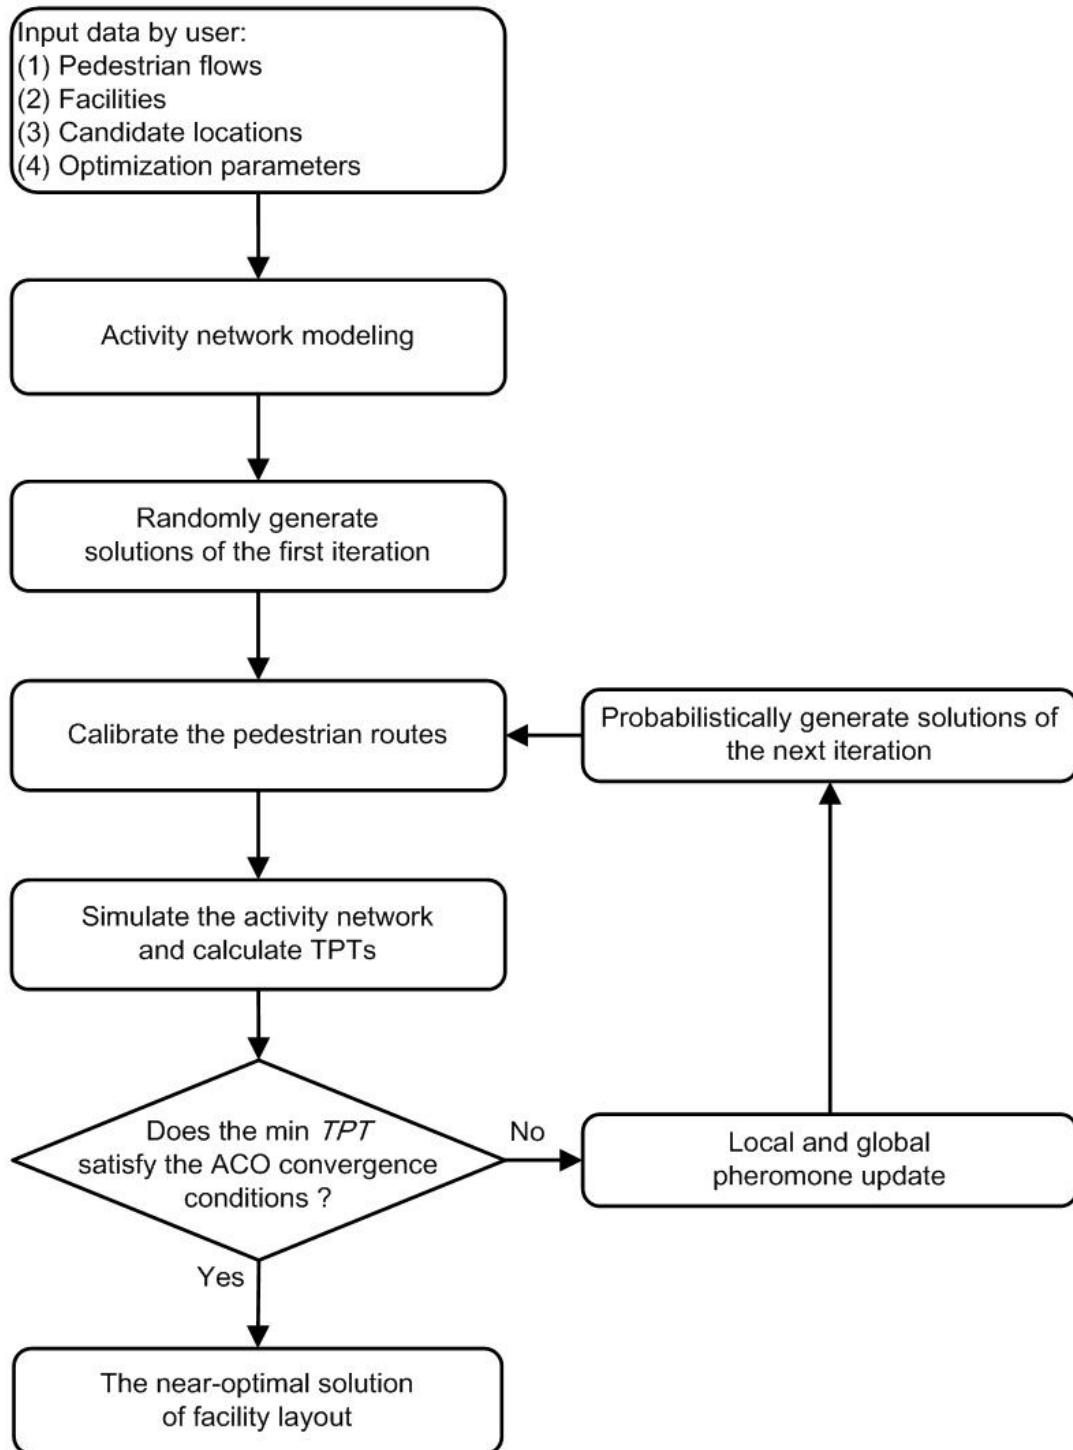 Input data by user:
(1) Pedestrian flows
(2) Facilities
(3) Candidate locations
(4) Optimization parameters
Activity network modeling
Randomly generate
solutions of the first iteration
Calibrate the pedestrian routes
Probabilistically generate solutions of
the next iteration
Simulate the activity network
and calculate TPTs
Does the min TPT
satisfy the ACO convergence
conditions ?
No
Local and global
pheromone update
Yes
The near-optimal solution
of facility layout